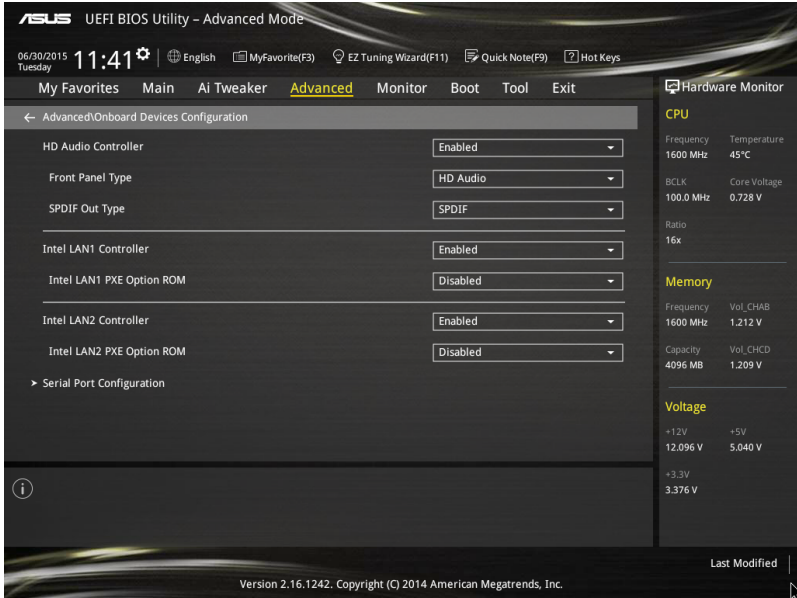 ASUS UEFI BIOS Utility – Advanced Mode
06/30/2015 Tuesday 11:41 English MyFavorite(F3) EZ Tuning Wizard(F11) Quick Note(F9) ? Hot Keys
My Favorites Main Ai Tweaker Advanced Monitor Boot Tool Exit
← Advanced\Onboard Devices Configuration
HD Audio Controller Enabled
Front Panel Type HD Audio
SPDIF Out Type SPDIF
Intel LAN1 Controller Enabled
Intel LAN1 PXE Option ROM Disabled
Intel LAN2 Controller Enabled
Intel LAN2 PXE Option ROM Disabled
➤ Serial Port Configuration
i
Hardware Monitor
CPU
Frequency Temperature
1600 MHz 45°C
BCLK Core Voltage
100.0 MHz 0.728 V
Ratio
16x
Memory
Frequency Vol_CHAB
1600 MHz 1.212 V
Capacity Vol_CHCD
4096 MB 1.209 V
Voltage
+12V +5V
12.096 V 5.040 V
+3.3V
3.376 V
Last Modified
Version 2.16.1242. Copyright (C) 2014 American Megatrends, Inc.